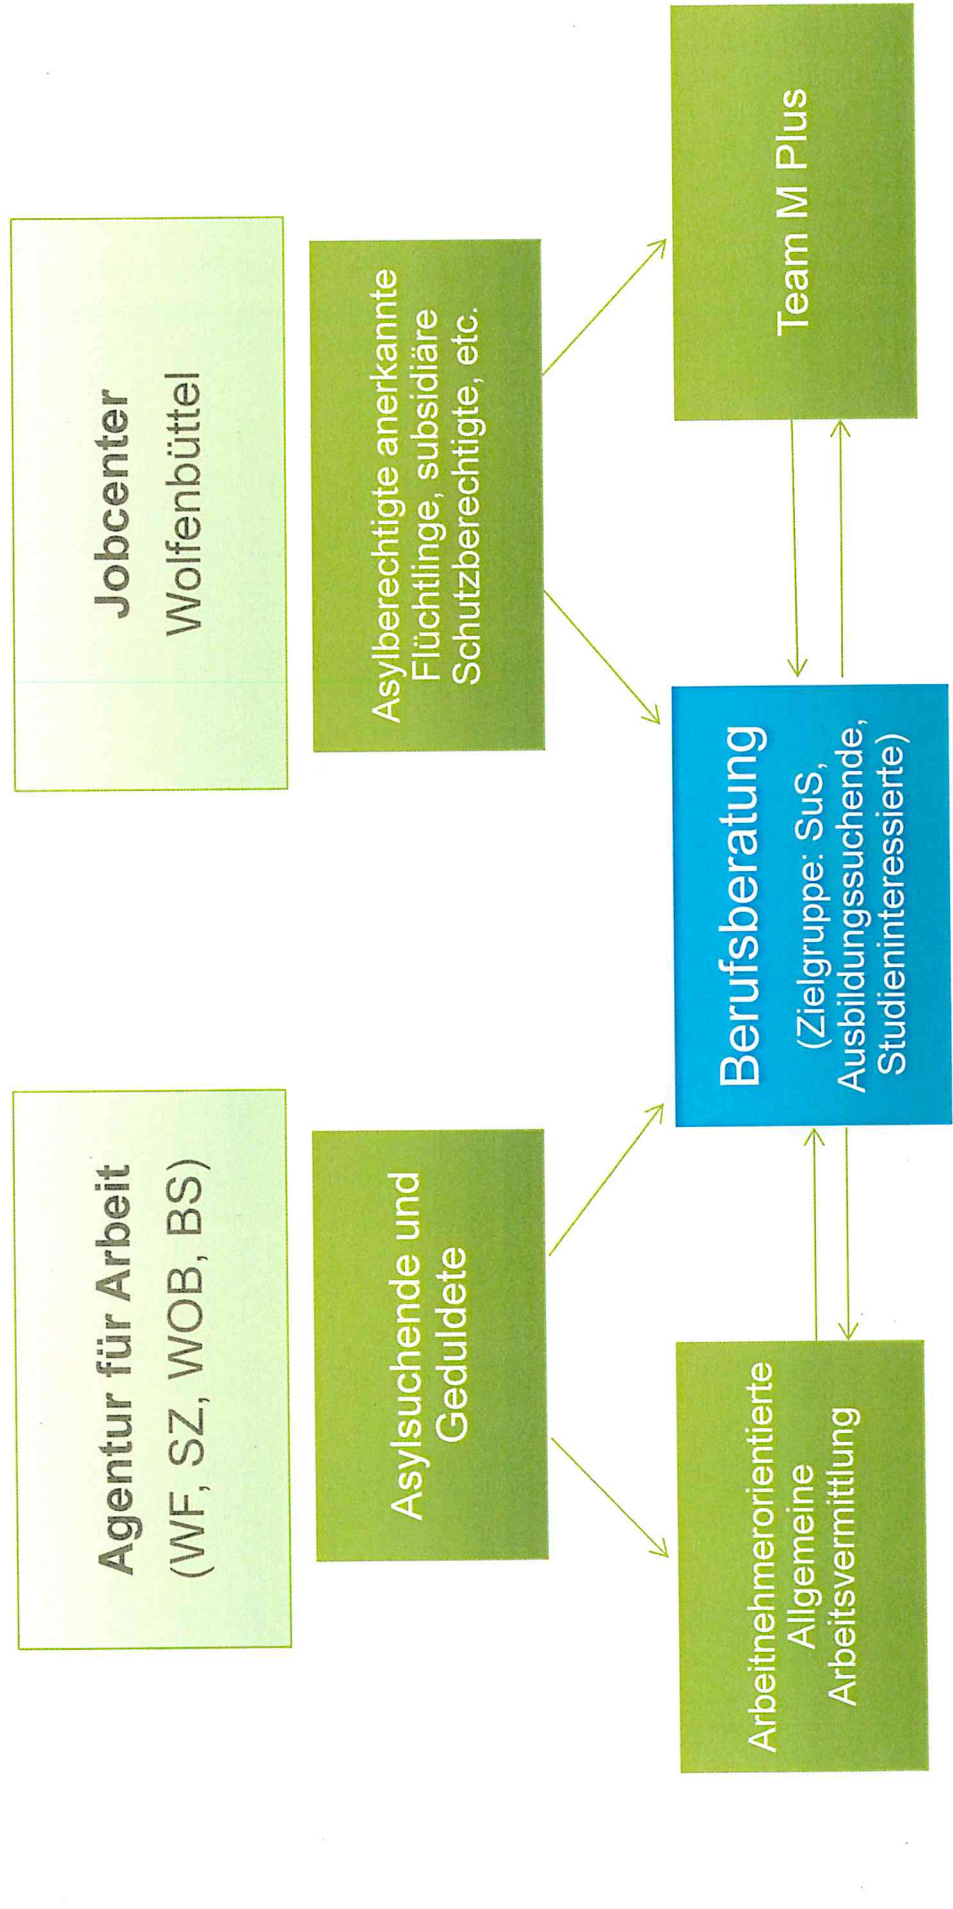 Agentur für Arbeit
(WF, SZ, WOB, BS)
Jobcenter
Wolfenbüttel
Asylsuchende und
Geduldete
Asylberechtigte anerkannte
Flüchtlinge, subsidiäre
Schutzberechtigte, etc.
Arbeitnehmerorientierte
Allgemeine
Arbeitsvermittlung
Berufsberatung
(Zielgruppe: SuS,
Ausbildungssuchende,
Studieninteressierte)
Team M Plus